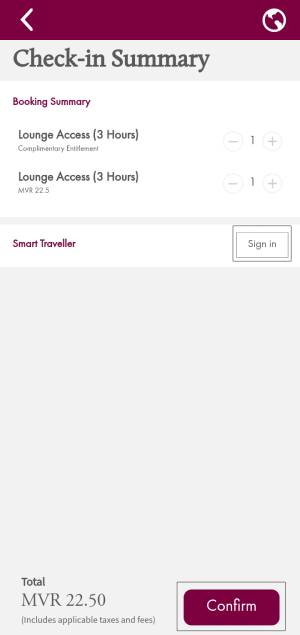 Check-in Summary
Booking Summary
Lounge Access (3 Hours)
Complimentary Entitlement
1
Lounge Access (3 Hours)
MVR 22.5
1
Smart Traveller
Sign in
Total
MVR 22.50
(Includes applicable taxes and fees)
Confirm